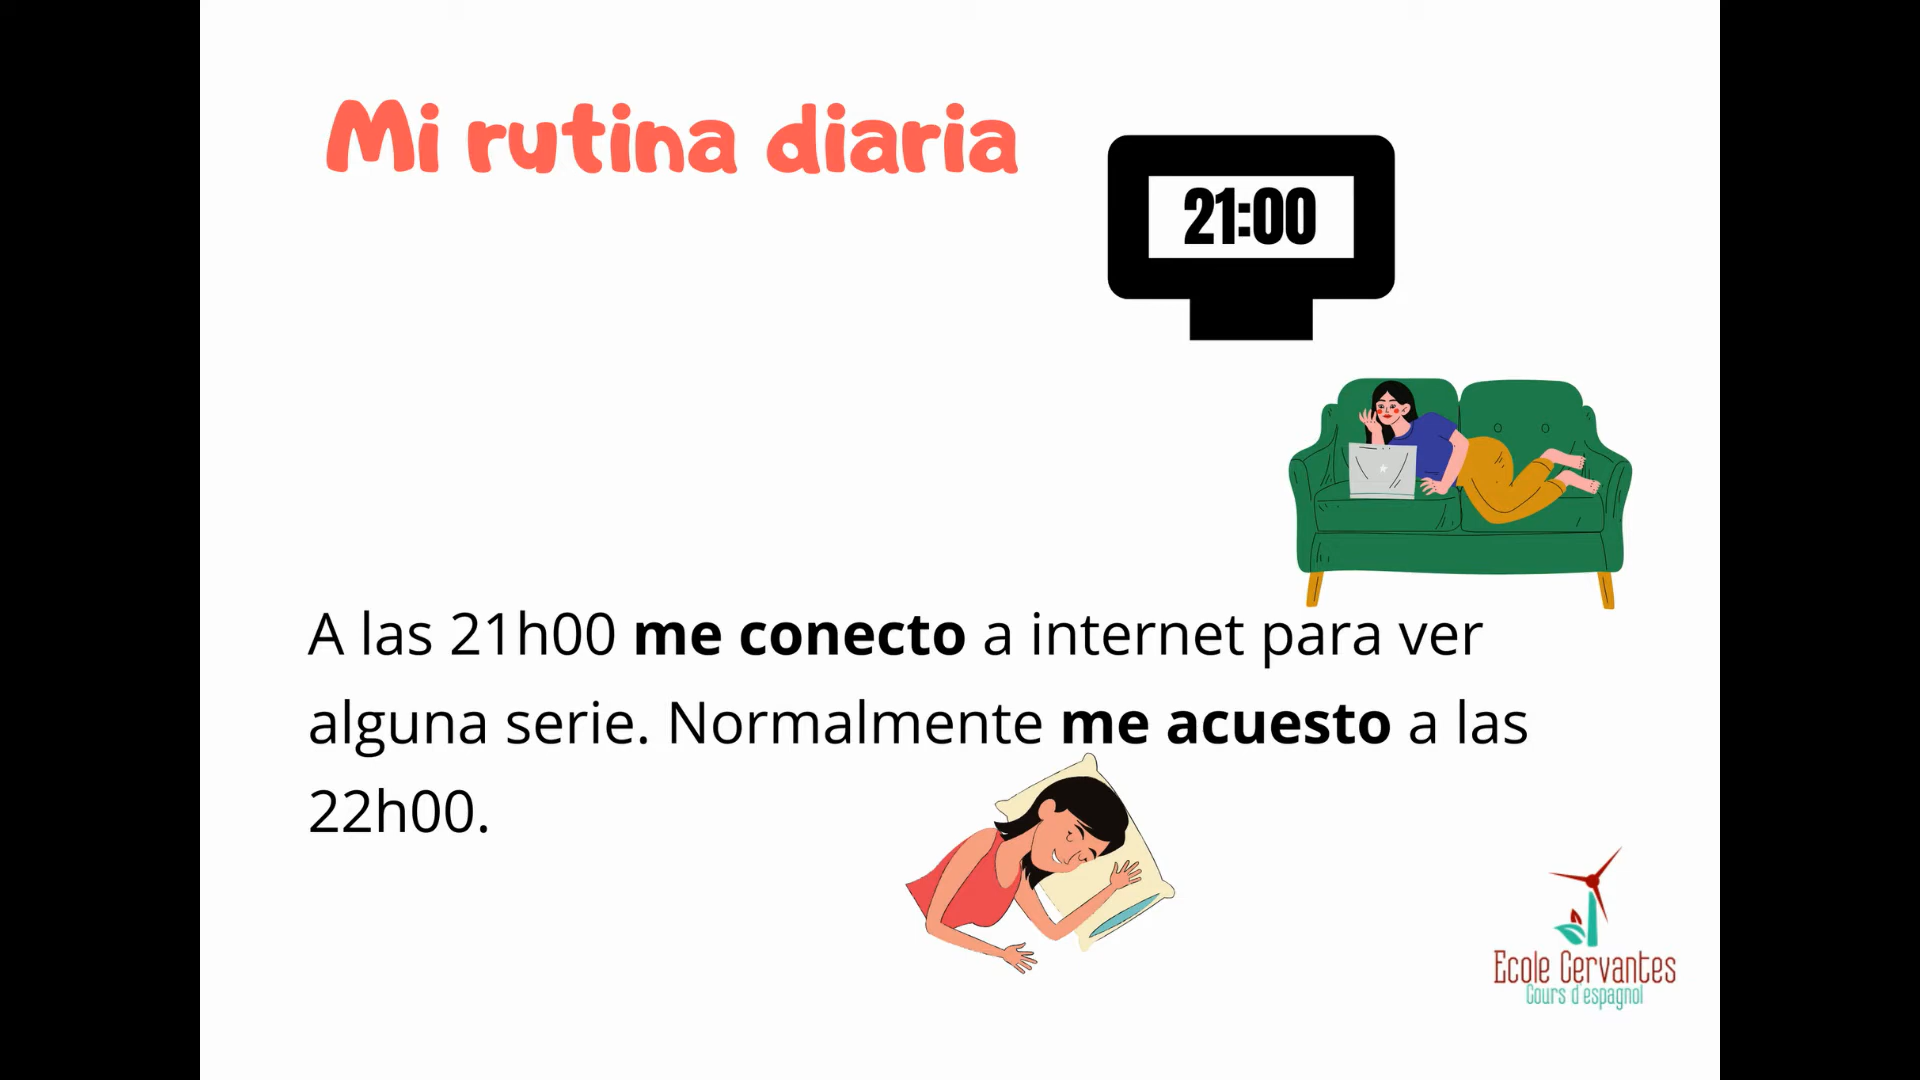 Mi rutina diaria
21:00
A las 21h00 me conecto a internet para ver
alguna serie. Normalmente me acuesto a las
22h00.
Ecole Cervantes
Cours d'espagnol